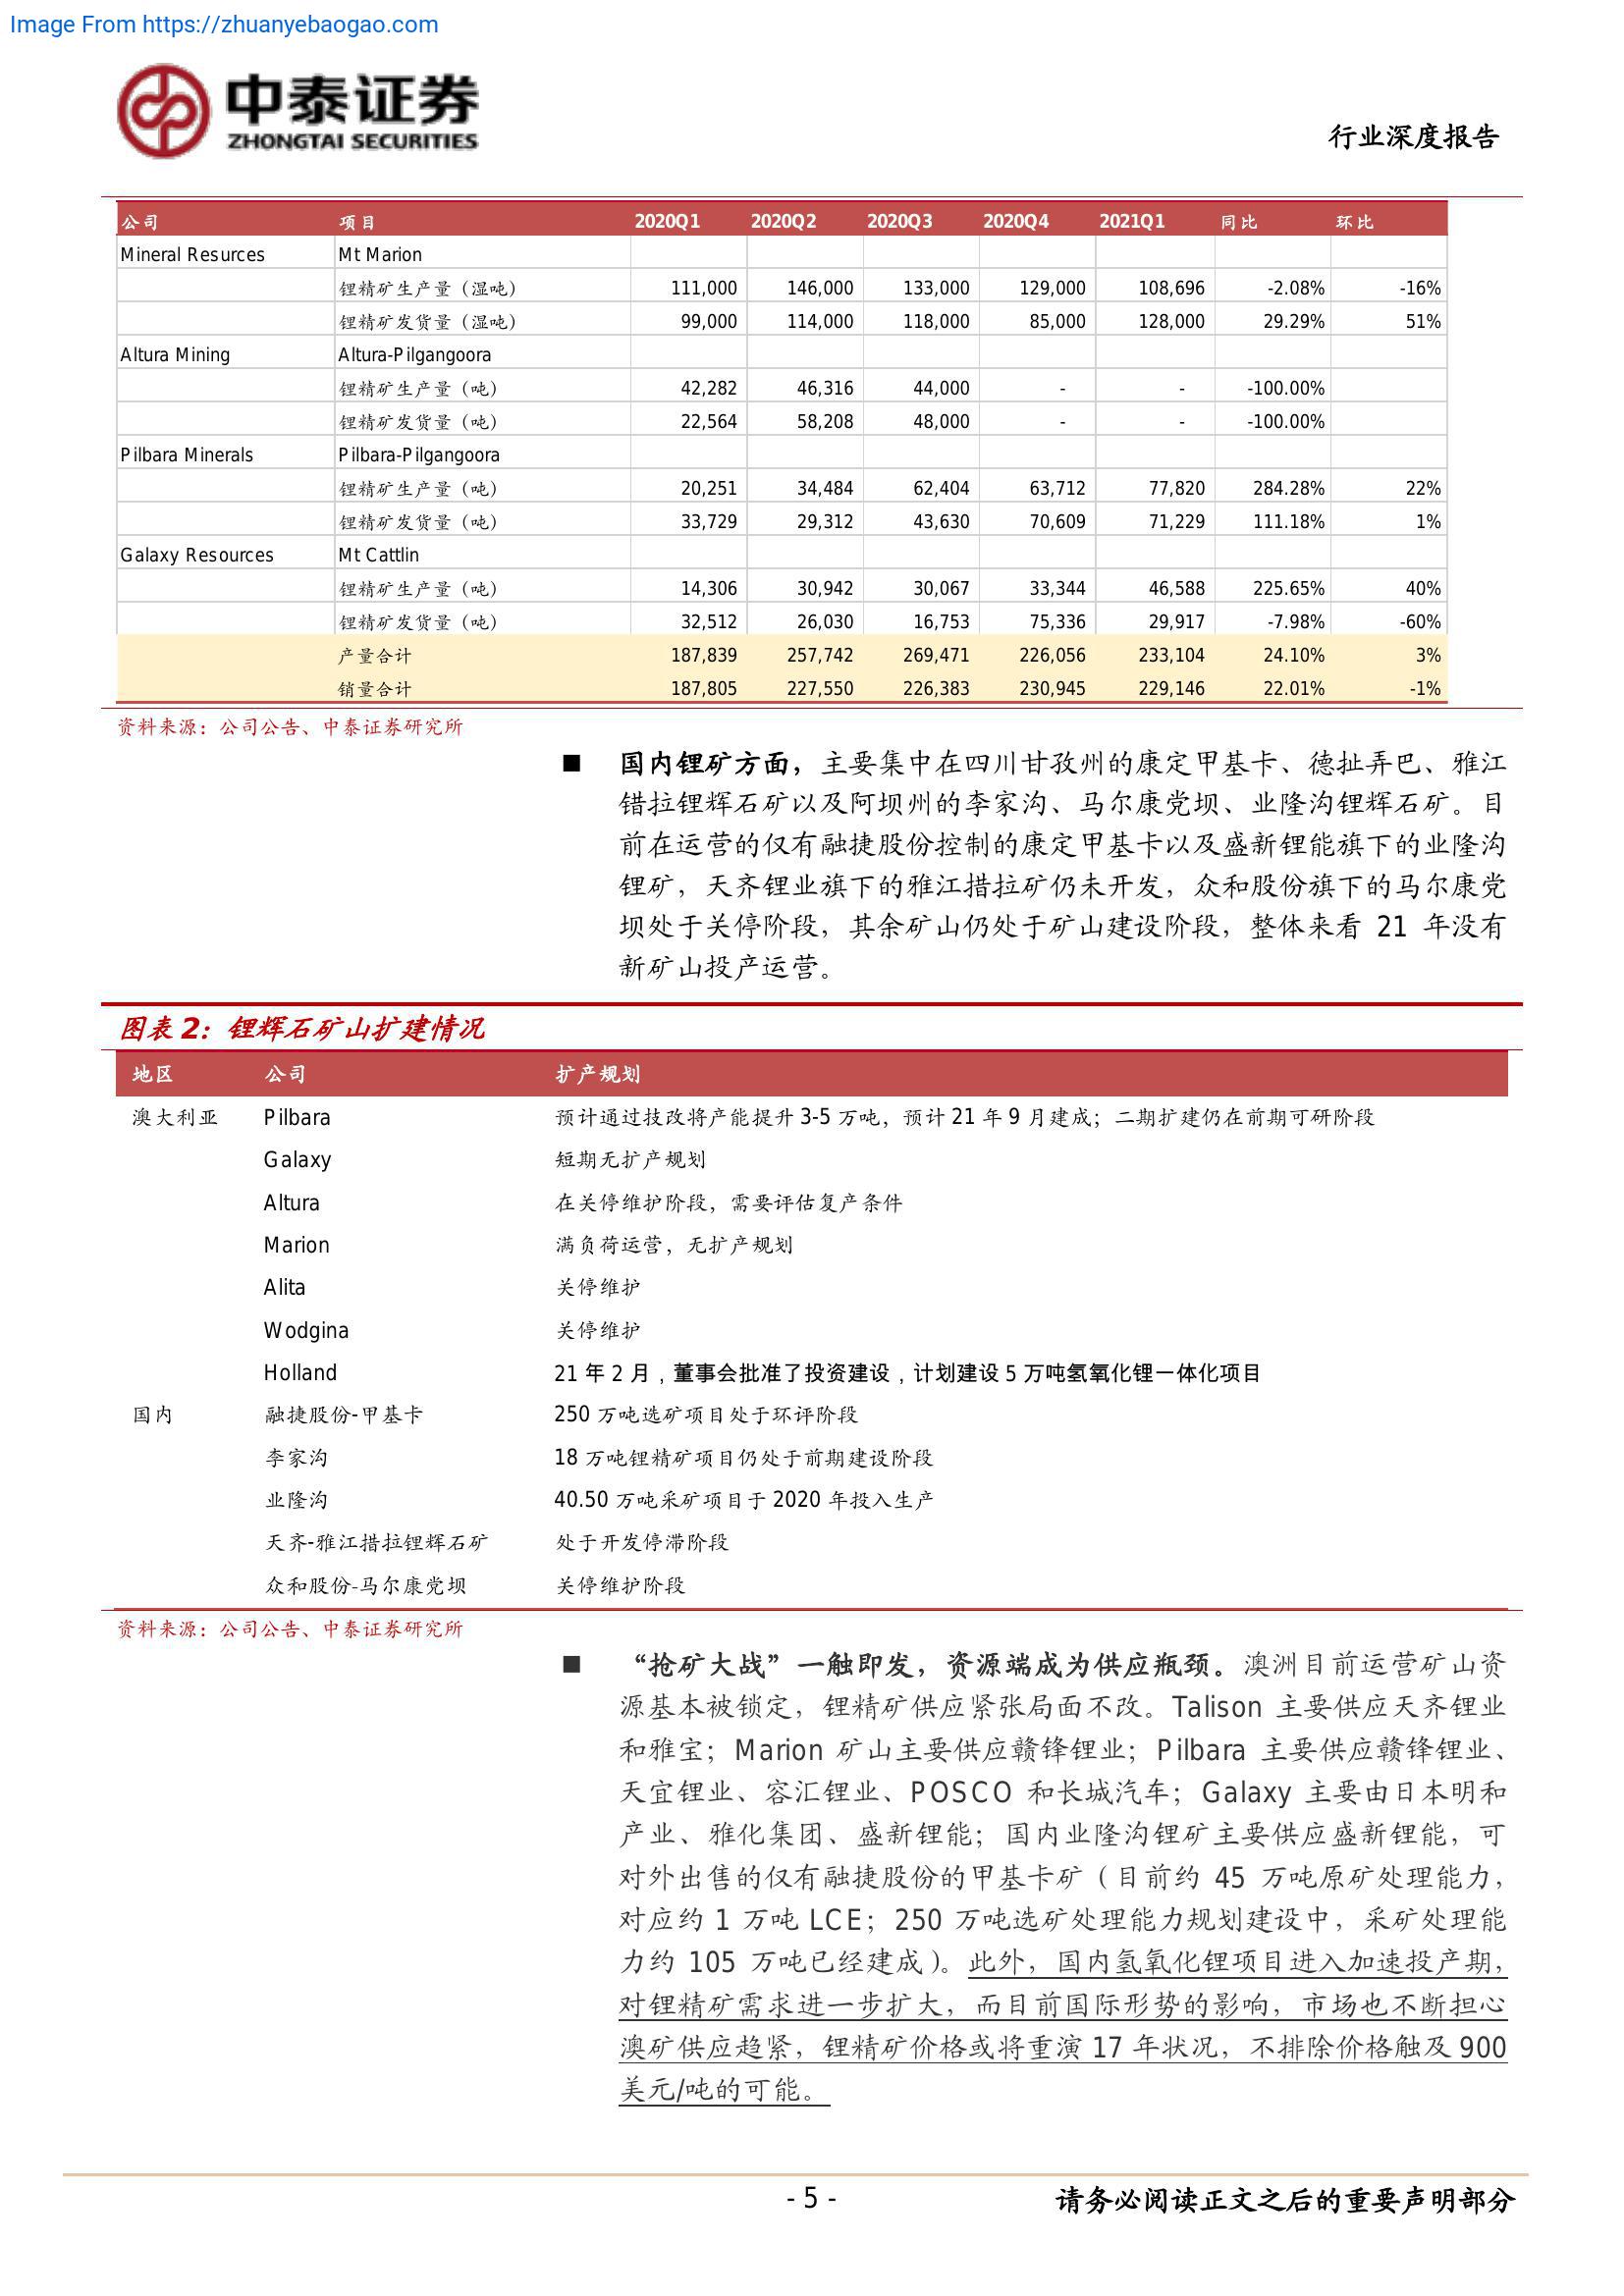 Image From https://zhuanyebaogao.com
中泰证券
ZHONGTAI SECURITIES
行业深度报告
公司 项目 2020Q1 2020Q2 2020Q3 2020Q4 2021Q1 同比 环比
Mineral Resurces Mt Marion
锂精矿生产量（湿吨） 111,000 146,000 133,000 129,000 108,696 -2.08% -16%
锂精矿发货量（湿吨） 99,000 114,000 118,000 85,000 128,000 29.29% 51%
Altura Mining Altura-Pilgangoora
锂精矿生产量（吨） 42,282 46,316 44,000 - - -100.00%
锂精矿发货量（吨） 22,564 58,208 48,000 - - -100.00%
Pilbara Minerals Pilbara-Pilgangoora
锂精矿生产量（吨） 20,251 34,484 62,404 63,712 77,820 284.28% 22%
锂精矿发货量（吨） 33,729 29,312 43,630 70,609 71,229 111.18% 1%
Galaxy Resources Mt Cattlin
锂精矿生产量（吨） 14,306 30,942 30,067 33,344 46,588 225.65% 40%
锂精矿发货量（吨） 32,512 26,030 16,753 75,336 29,917 -7.98% -60%
产量合计 187,839 257,742 269,471 226,056 233,104 24.10% 3%
销量合计 187,805 227,550 226,383 230,945 229,146 22.01% -1%
资料来源：公司公告、中泰证券研究所
■ 国内锂矿方面，主要集中在四川甘孜州的康定甲基卡、德扯弄巴、雅江
错拉锂辉石矿以及阿坝州的李家沟、马尔康党坝、业隆沟锂辉石矿。目
前在运营的仅有融捷股份控制的康定甲基卡以及盛新锂能旗下的业隆沟
锂矿，天齐锂业旗下的雅江措拉矿仍未开发，众和股份旗下的马尔康党
坝处于关停阶段，其余矿山仍处于矿山建设阶段，整体来看 21 年没有
新矿山投产运营。
图表 2：锂辉石矿山扩建情况
地区 公司 扩产规划
澳大利亚 Pilbara 预计通过技改将产能提升 3-5 万吨，预计 21 年 9 月建成；二期扩建仍在前期可研阶段
Galaxy 短期无扩产规划
Altura 在关停维护阶段，需要评估复产条件
Marion 满负荷运营，无扩产规划
Alita 关停维护
Wodgina 关停维护
Holland 21 年 2 月，董事会批准了投资建设，计划建设 5 万吨氢氧化锂一体化项目
国内 融捷股份-甲基卡 250 万吨选矿项目处于环评阶段
李家沟 18 万吨锂精矿项目仍处于前期建设阶段
业隆沟 40.50 万吨采矿项目于 2020 年投入生产
天齐-雅江措拉锂辉石矿 处于开发停滞阶段
众和股份-马尔康党坝 关停维护阶段
资料来源：公司公告、中泰证券研究所
■ “抢矿大战”一触即发，资源端成为供应瓶颈。澳洲目前运营矿山资
源基本被锁定，锂精矿供应紧张局面不改。Talison 主要供应天齐锂业
和雅宝；Marion 矿山主要供应赣锋锂业；Pilbara 主要供应赣锋锂业、
天宜锂业、容汇锂业、POSCO 和长城汽车；Galaxy 主要由日本明和
产业、雅化集团、盛新锂能；国内业隆沟锂矿主要供应盛新锂能，可
对外出售的仅有融捷股份的甲基卡矿（目前约 45 万吨原矿处理能力，
对应约 1 万吨 LCE；250 万吨选矿处理能力规划建设中，采矿处理能
力约 105 万吨已经建成）。此外，国内氢氧化锂项目进入加速投产期，
对锂精矿需求进一步扩大，而目前国际形势的影响，市场也不断担心
澳矿供应趋紧，锂精矿价格或将重演 17 年状况，不排除价格触及 900
美元/吨的可能。
- 5 -
请务必阅读正文之后的重要声明部分